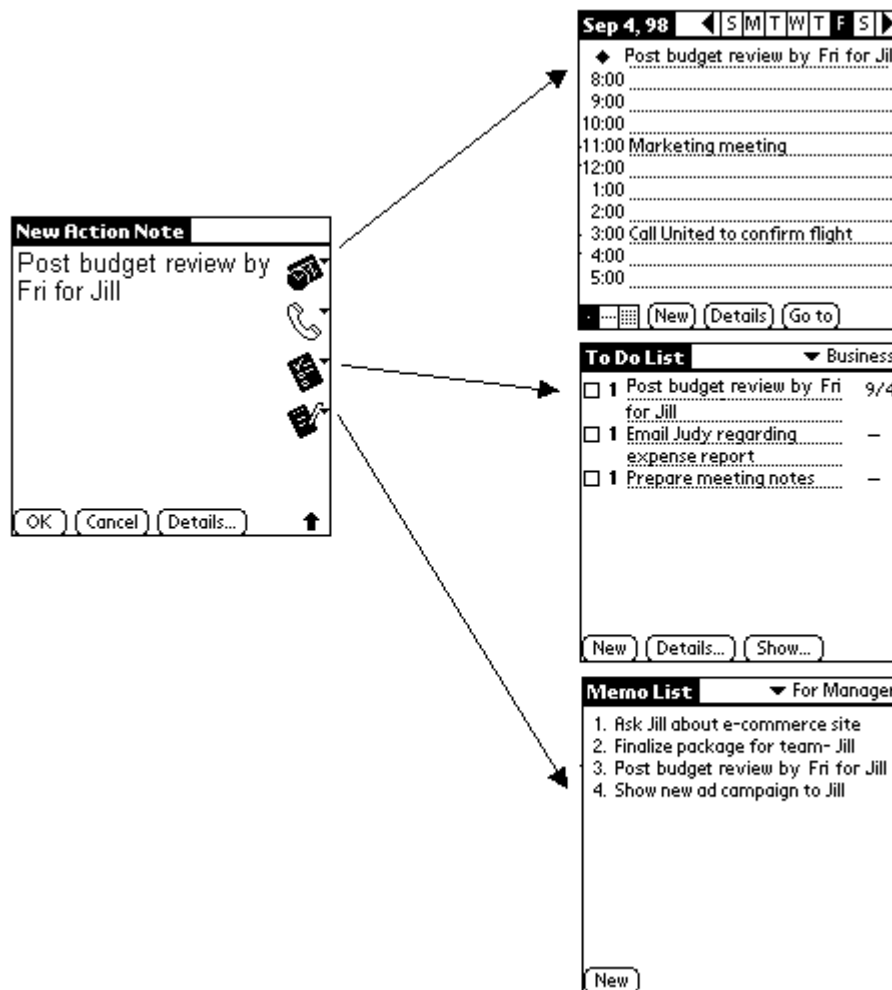 New Action Note
Post budget review by
Fri for Jill
OK Cancel Details...
Sep 4, 98 S M T W T F S
Post budget review by Fri for Jill
8:00
9:00
10:00
11:00 Marketing meeting
12:00
1:00
2:00
3:00 Call United to confirm flight
4:00
5:00
New Details Go to
To Do List Business
1 Post budget review by Fri 9/4
for Jill
1 Email Judy regarding –
expense report
1 Prepare meeting notes –
New Details... Show...
Memo List For Manager
1. Ask Jill about e-commerce site
2. Finalize package for team- Jill
3. Post budget review by Fri for Jill
4. Show new ad campaign to Jill
New